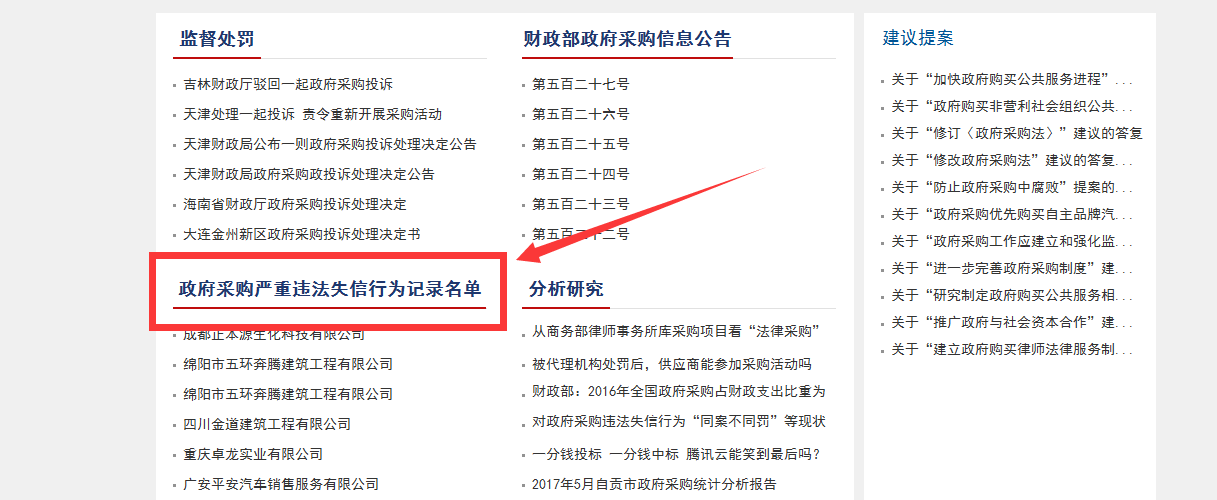 监督处罚
吉林财政厅驳回一起政府采购投诉
天津处理一起投诉 责令重新开展采购活动
天津财政局公布一则政府采购投诉处理决定公告
天津财政局政府采购政投诉处理决定公告
海南省财政厅政府采购投诉处理决定
大连金州新区政府采购投诉处理决定书
财政部政府采购信息公告
第五百二十七号
第五百二十六号
第五百二十五号
第五百二十四号
第五百二十三号
第五百二十二号
政府采购严重违法失信行为记录名单
成都正本源生化科技有限公司
绵阳市五环奔腾建筑工程有限公司
绵阳市五环奔腾建筑工程有限公司
四川金道建筑工程有限公司
重庆卓龙实业有限公司
广安平安汽车销售服务有限公司
分析研究
从商务部律师事务所库采购项目看“法律采购”
被代理机构处罚后，供应商能参加采购活动吗
财政部：2016年全国政府采购占财政支出比重为
对政府采购违法失信行为“同案不同罚”等现状
一分钱投标 一分钱中标 腾讯云能笑到最后吗？
2017年5月自贡市政府采购统计分析报告
建议提案
关于“加快政府购买公共服务进程”...
关于“政府购买非营利社会组织公共...
关于“修订〈政府采购法〉”建议的答复
关于“修改政府采购法”建议的答复...
关于“防止政府采购中腐败”提案的...
关于“政府采购优先购买自主品牌汽...
关于“政府采购工作应建立和强化监...
关于“进一步完善政府采购制度”建...
关于“研究制定政府购买公共服务相...
关于“推广政府与社会资本合作”建...
关于“建立政府购买律师法律服务制...